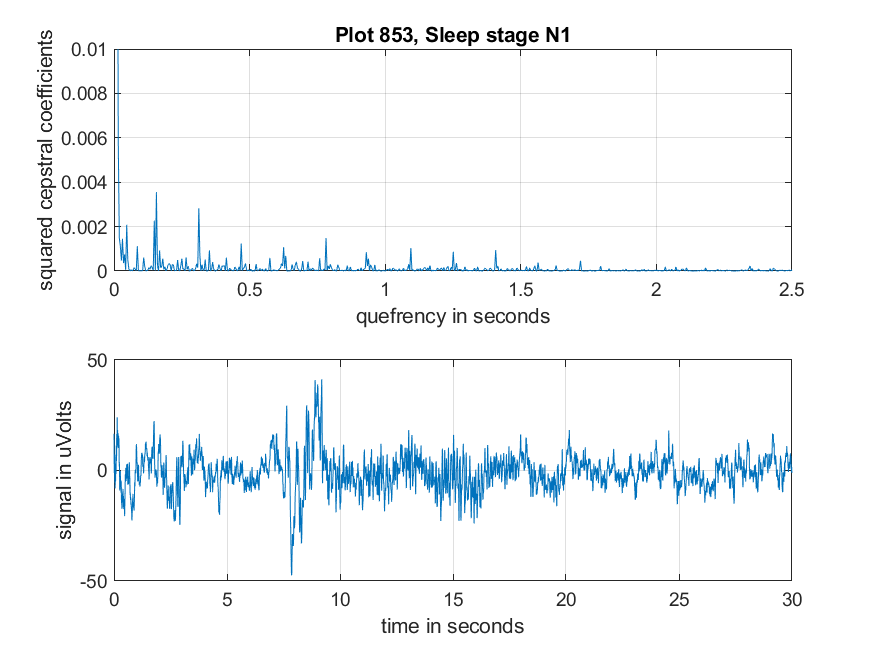 Plot 853, Sleep stage N1
squared cepstral coefficients
0.01
0.008
0.006
0.004
0.002
0
0 0.5 1 1.5 2 2.5
quefrency in seconds
signal in uVolts
50
0
-50
0 5 10 15 20 25 30
time in seconds